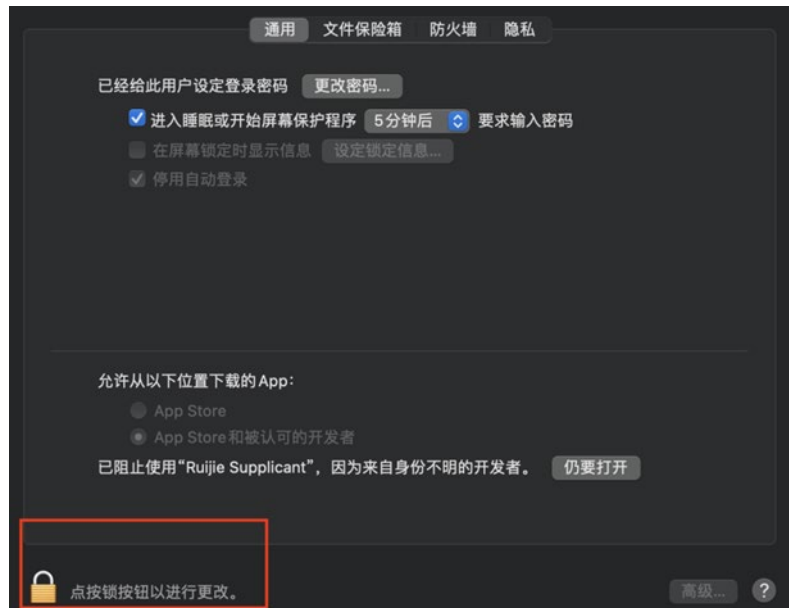 通用 文件保险箱 防火墙 隐私
已经给此用户设定登录密码 更改密码...
进入睡眠或开始屏幕保护程序 5分钟后 要求输入密码
在屏幕锁定时显示信息 设定锁定信息...
停用自动登录
允许从以下位置下载的App：
App Store
App Store和被认可的开发者
已阻止使用“Ruijie Supplicant”，因为来自身份不明的开发者。 仍要打开
点按锁按钮以进行更改。 高级... ?